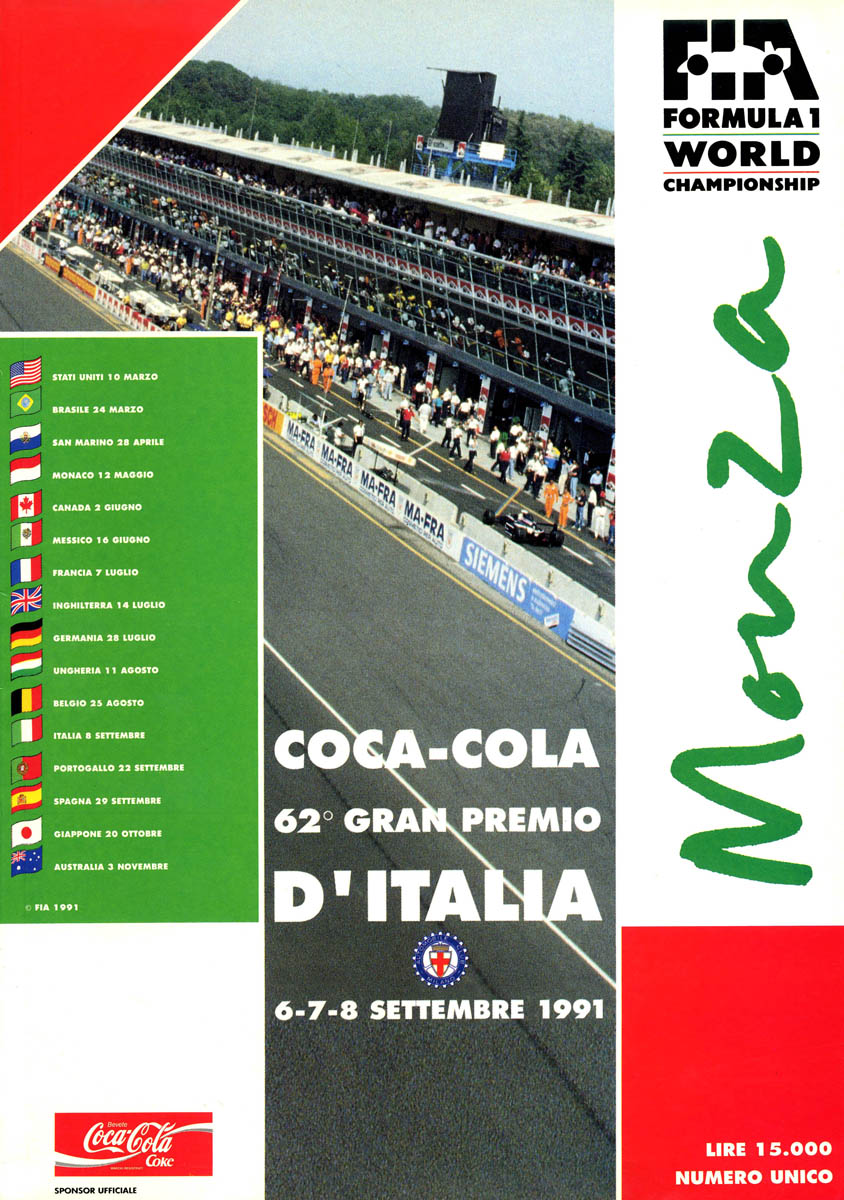 FIA
FORMULA 1
WORLD
CHAMPIONSHIP
Monza
STATI UNITI 10 MARZO
BRASILE 24 MARZO
SAN MARINO 28 APRILE
MONACO 12 MAGGIO
CANADA 2 GIUGNO
MESSICO 16 GIUGNO
FRANCIA 7 LUGLIO
INGHILTERRA 14 LUGLIO
GERMANIA 28 LUGLIO
UNGHERIA 11 AGOSTO
BELGIO 25 AGOSTO
ITALIA 8 SETTEMBRE
PORTOGALLO 22 SETTEMBRE
SPAGNA 29 SETTEMBRE
GIAPPONE 20 OTTOBRE
AUSTRALIA 3 NOVEMBRE
© FIA 1991
MA-FRA
MA-FRA
MA-FRA
MA-FRA
SIEMENS
COCA-COLA
62° GRAN PREMIO
D'ITALIA
6-7-8 SETTEMBRE 1991
Bevete
Coca-Cola
Coke
SPONSOR UFFICIALE
LIRE 15.000
NUMERO UNICO